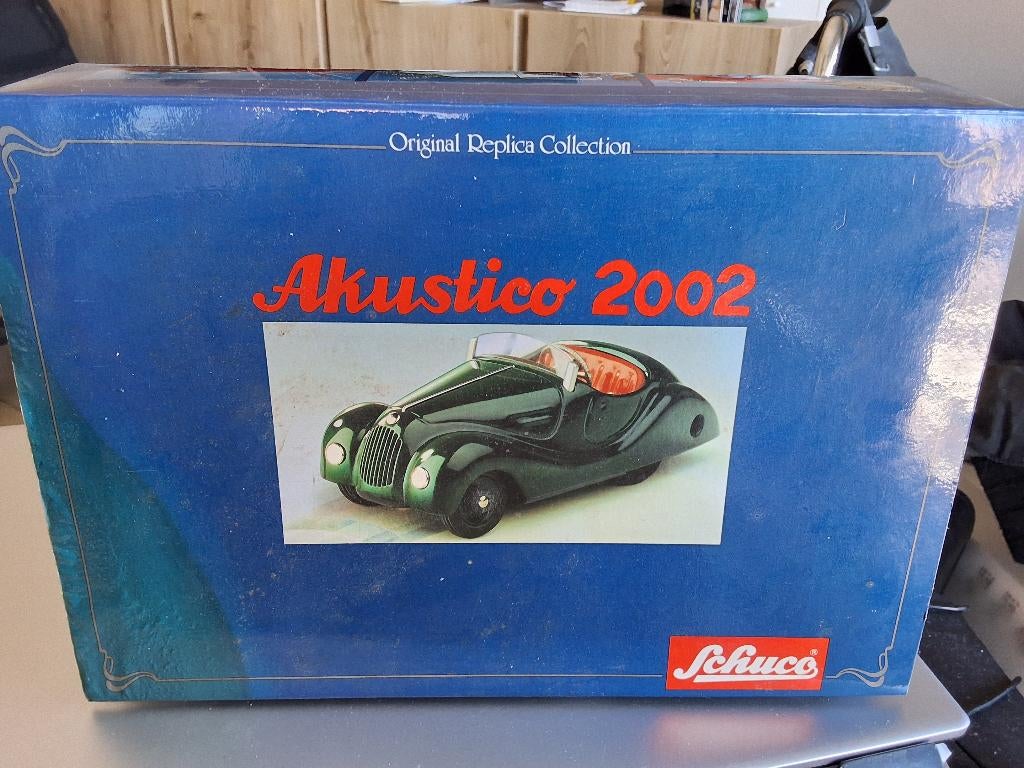 Original Replica Collection
Akustico 2002
Schuco®